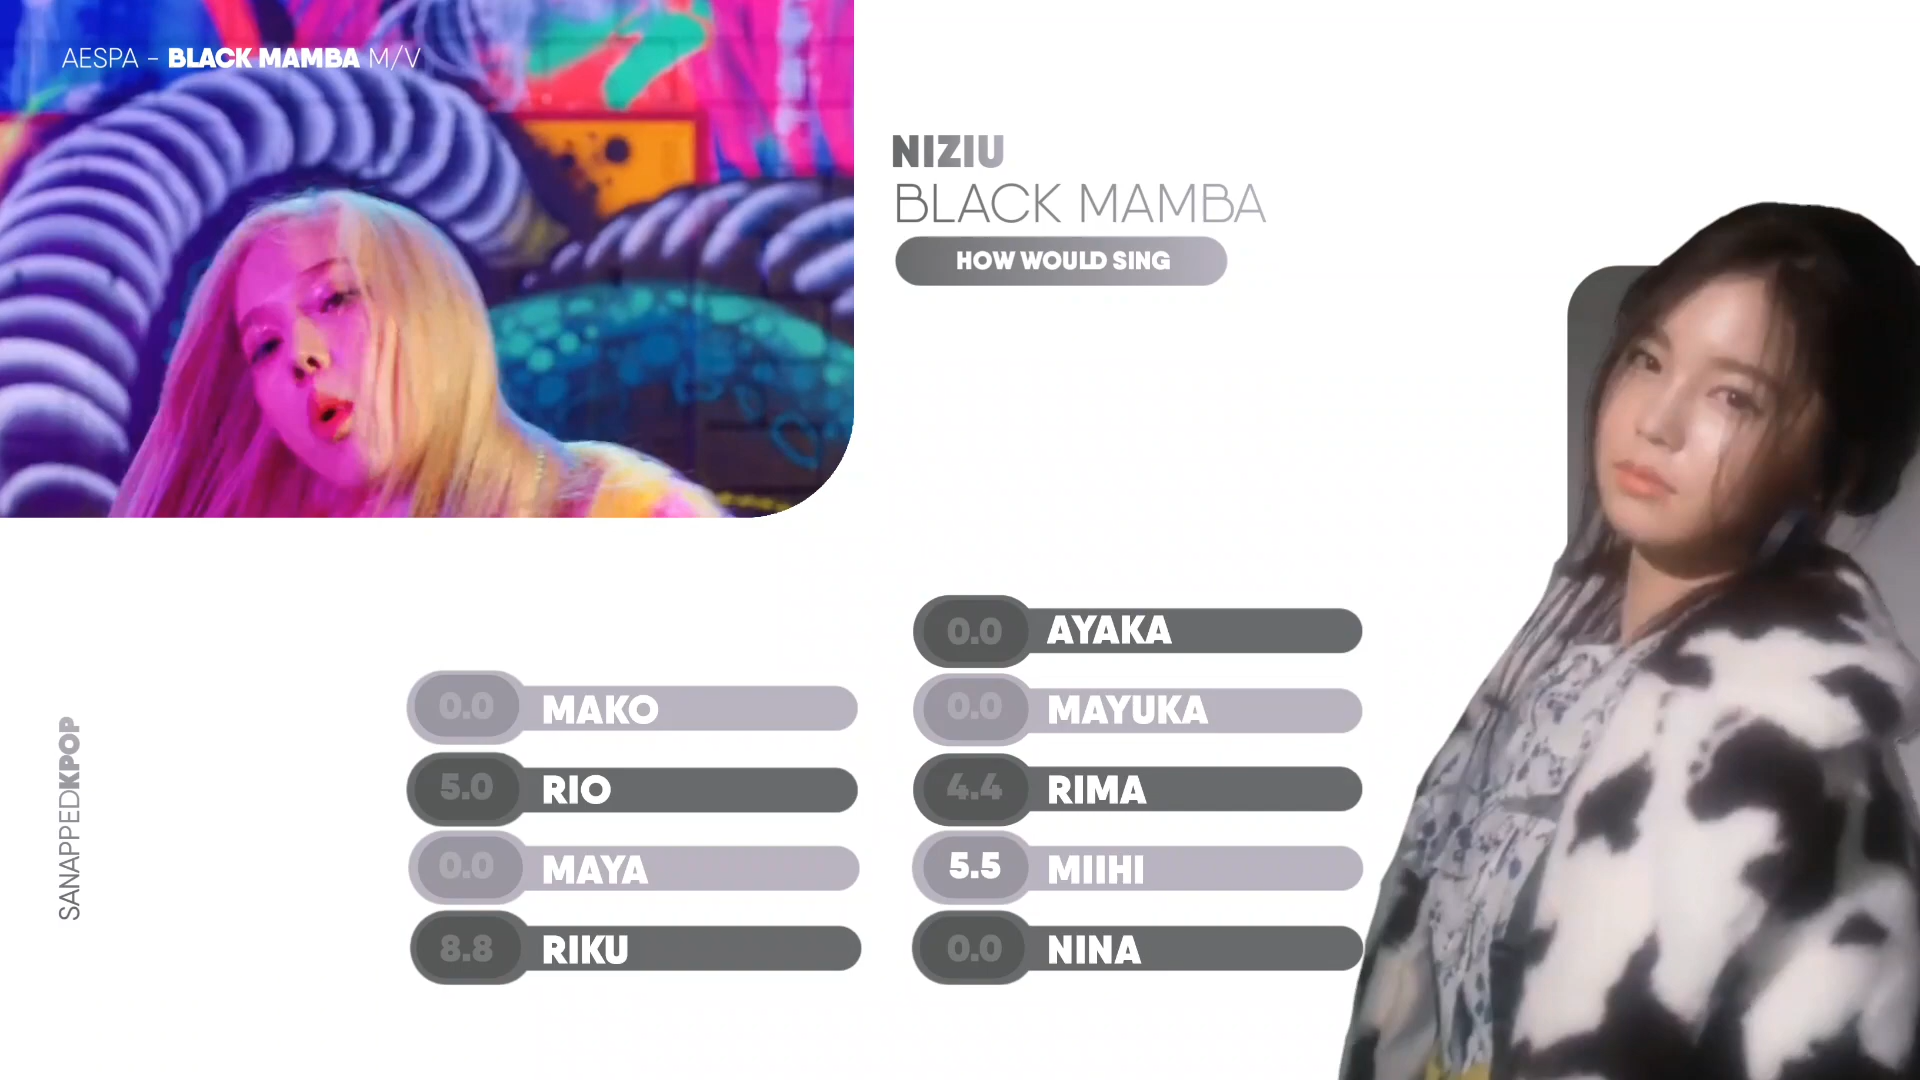 AESPA - BLACK MAMBA M/V
NIZIU
BLACK MAMBA
HOW WOULD SING
0.0 MAKO
5.0 RIO
0.0 MAYA
8.8 RIKU
0.0 AYAKA
0.0 MAYUKA
4.4 RIMA
5.5 MIIHI
0.0 NINA
SANAPPEDKPOP